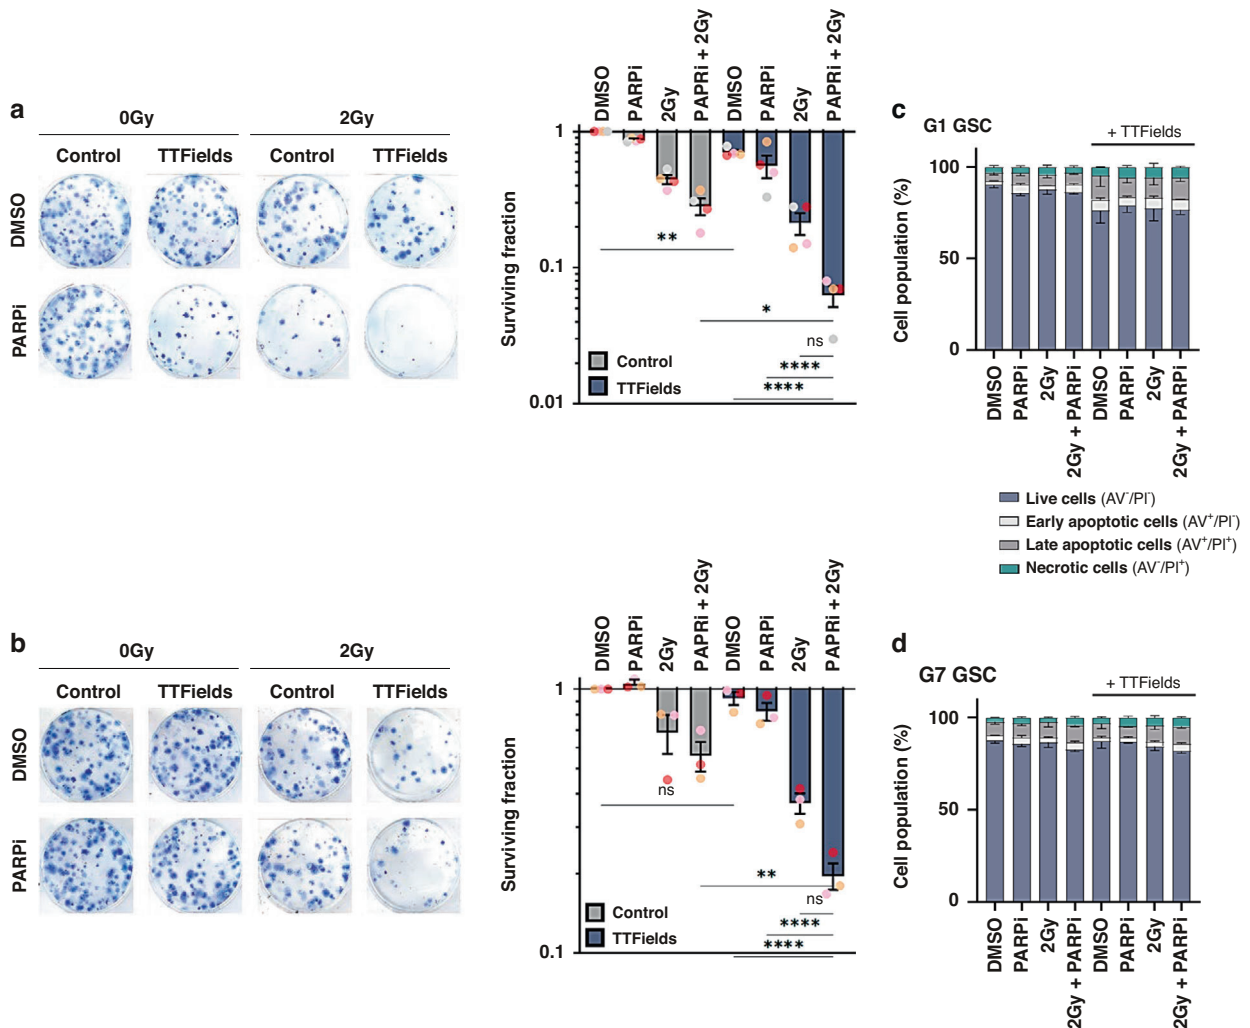 a
0Gy 2Gy
Control TTFields Control TTFields
DMSO
PARPi
DMSO
PARPi
2Gy
PAPRi + 2Gy
DMSO
PARPi
2Gy
PAPRi + 2Gy
Surviving fraction
1
0.1
0.01
**
*
ns
****
****
Control
TTFields
c
G1 GSC
+ TTFields
Cell population (%)
100
50
0
DMSO
PARPi
2Gy
2Gy + PARPi
DMSO
PARPi
2Gy
2Gy + PARPi
Live cells (AV⁻/PI⁻)
Early apoptotic cells (AV⁺/PI⁻)
Late apoptotic cells (AV⁺/PI⁺)
Necrotic cells (AV⁻/PI⁺)
b
0Gy 2Gy
Control TTFields Control TTFields
DMSO
PARPi
DMSO
PARPi
2Gy
PAPRi + 2Gy
DMSO
PARPi
2Gy
PAPRi + 2Gy
Surviving fraction
1
0.1
ns
**
ns
****
****
Control
TTFields
d
G7 GSC
+ TTFields
Cell population (%)
100
50
0
DMSO
PARPi
2Gy
2Gy + PARPi
DMSO
PARPi
2Gy
2Gy + PARPi